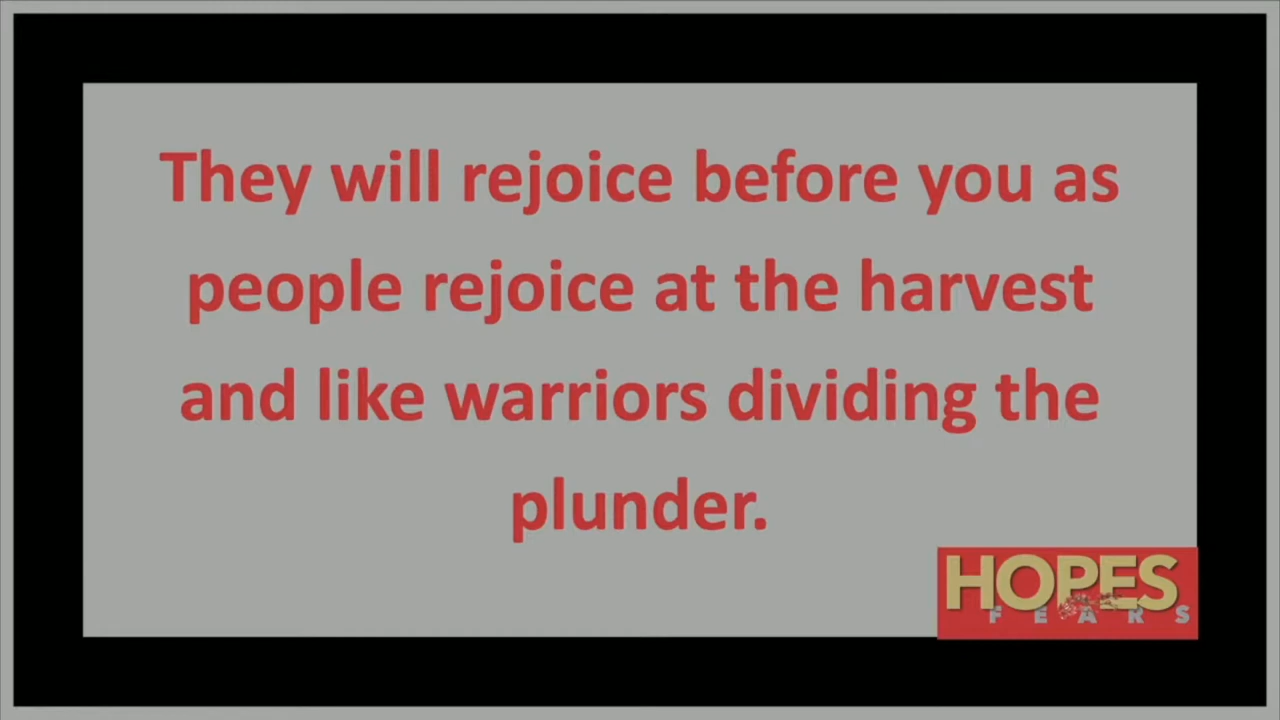 They will rejoice before you as
people rejoice at the harvest
and like warriors dividing the
plunder.
HOPES
FEARS